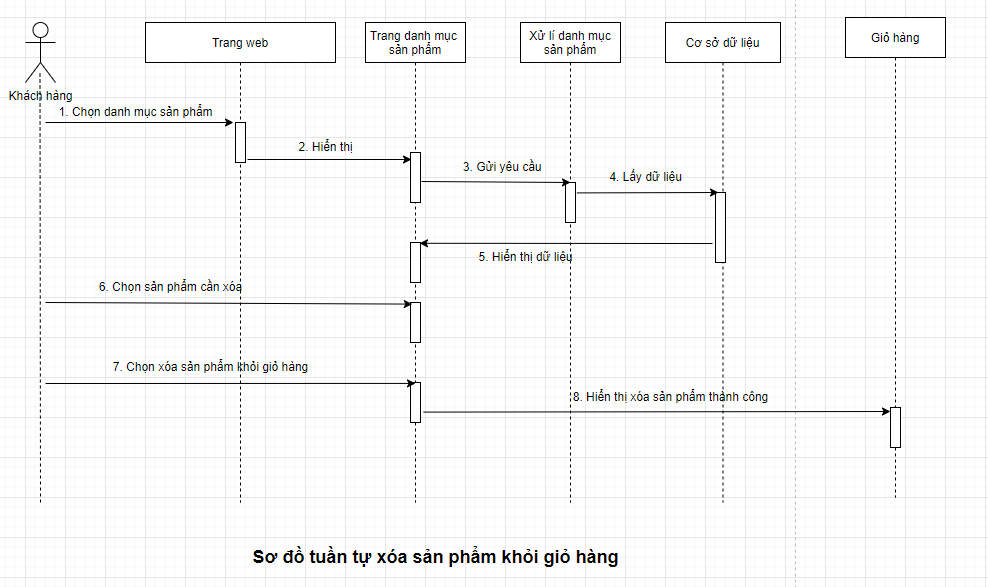 Trang web
Trang danh mục
sản phẩm
Xử lí danh mục
sản phẩm
Cơ sở dữ liệu
Giỏ hàng
Khách hàng
1. Chọn danh mục sản phẩm
2. Hiển thị
3. Gửi yêu cầu
4. Lấy dữ liệu
5. Hiển thị dữ liệu
6. Chọn sản phẩm cần xóa
7. Chọn xóa sản phẩm khỏi giỏ hàng
8. Hiển thị xóa sản phẩm thành công
Sơ đồ tuần tự xóa sản phẩm khỏi giỏ hàng